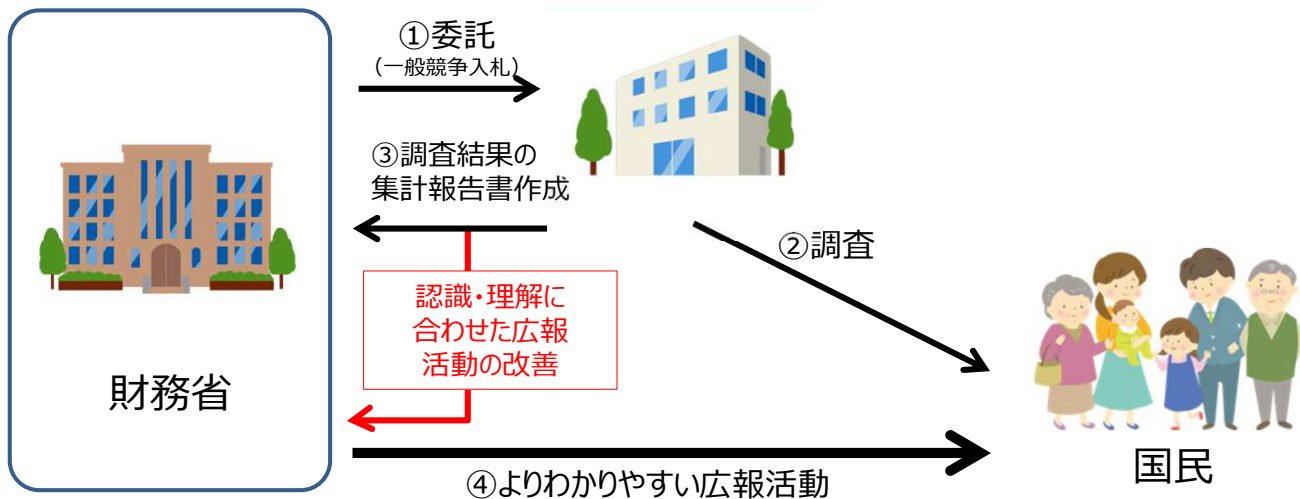 ①委託
(一般競争入札)
③調査結果の
集計報告書作成
②調査
認識・理解に
合わせた広報
活動の改善
財務省
国民
④よりわかりやすい広報活動